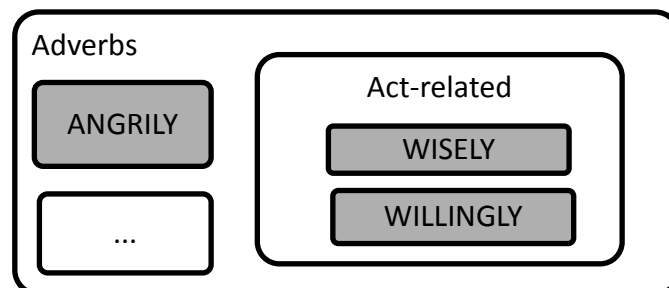 Adverbs
ANGRILY
...
Act-related
WISELY
WILLINGLY